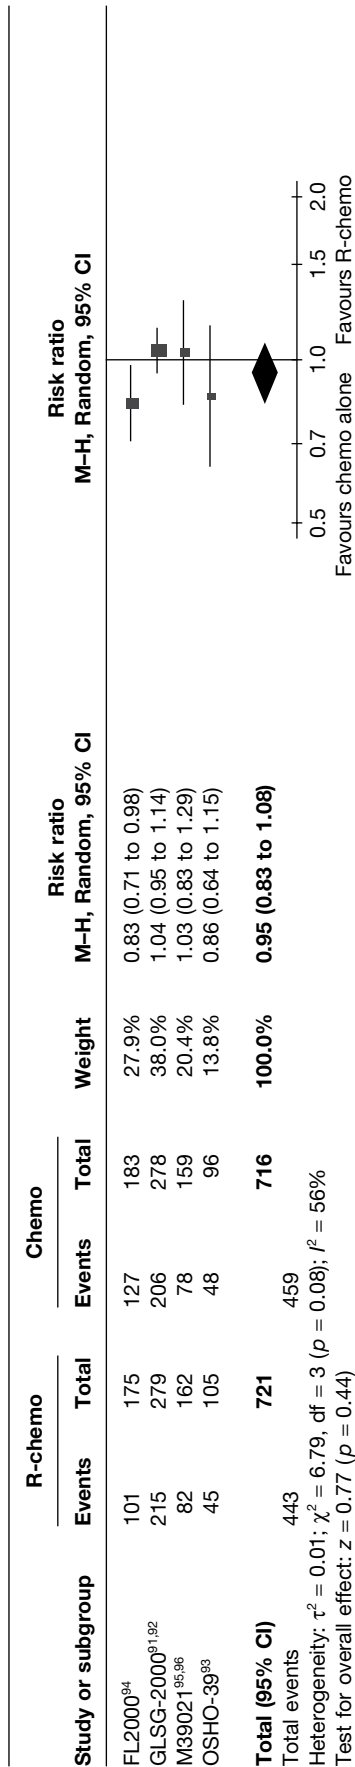 R-chemo Chemo Risk ratio Risk ratio
Study or subgroup Events Total Events Total Weight M–H, Random, 95% CI M–H, Random, 95% CI
FL2000⁹⁴ 101 175 127 183 27.9% 0.83 (0.71 to 0.98)
GLSG-2000⁹¹,⁹² 215 279 206 278 38.0% 1.04 (0.95 to 1.14)
M39021⁹⁵,⁹⁶ 82 162 78 159 20.4% 1.03 (0.83 to 1.29)
OSHO-39⁹³ 45 105 48 96 13.8% 0.86 (0.64 to 1.15)
Total (95% CI) 721 716 100.0% 0.95 (0.83 to 1.08)
Total events 443 459
Heterogeneity: τ² = 0.01; χ² = 6.79, df = 3 (p = 0.08); I² = 56%
Test for overall effect: z = 0.77 (p = 0.44)
0.5 0.7 1.0 1.5 2.0
Favours chemo alone Favours R-chemo